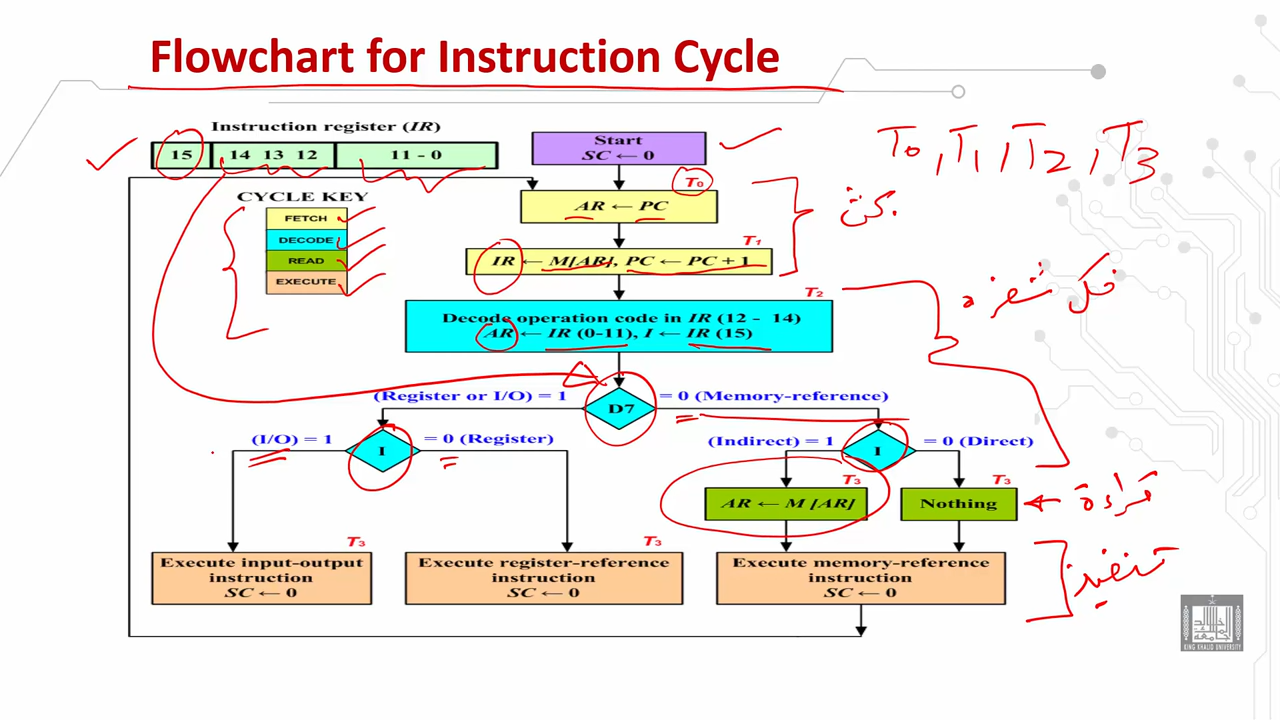 Flowchart for Instruction Cycle
Instruction register (IR)
15 14 13 12 11 - 0
Start
SC ← 0
T0 , T1 , T2 , T3
CYCLE KEY
FETCH
DECODE
READ
EXECUTE
T0
AR ← PC
T1
IR ← M[AR], PC ← PC + 1
T2
Decode operation code in IR (12 - 14)
AR ← IR (0-11), I ← IR (15)
فك شفرة
(Register or I/O) = 1
D7
= 0 (Memory-reference)
(I/O) = 1
I
= 0 (Register)
(Indirect) = 1
I
= 0 (Direct)
T3
AR ← M [AR]
T3
Nothing
قراءة
T3
Execute input-output
instruction
SC ← 0
T3
Execute register-reference
instruction
SC ← 0
Execute memory-reference
instruction
SC ← 0
تنفيذ
جامعة الملك خالد
KING KHALID UNIVERSITY